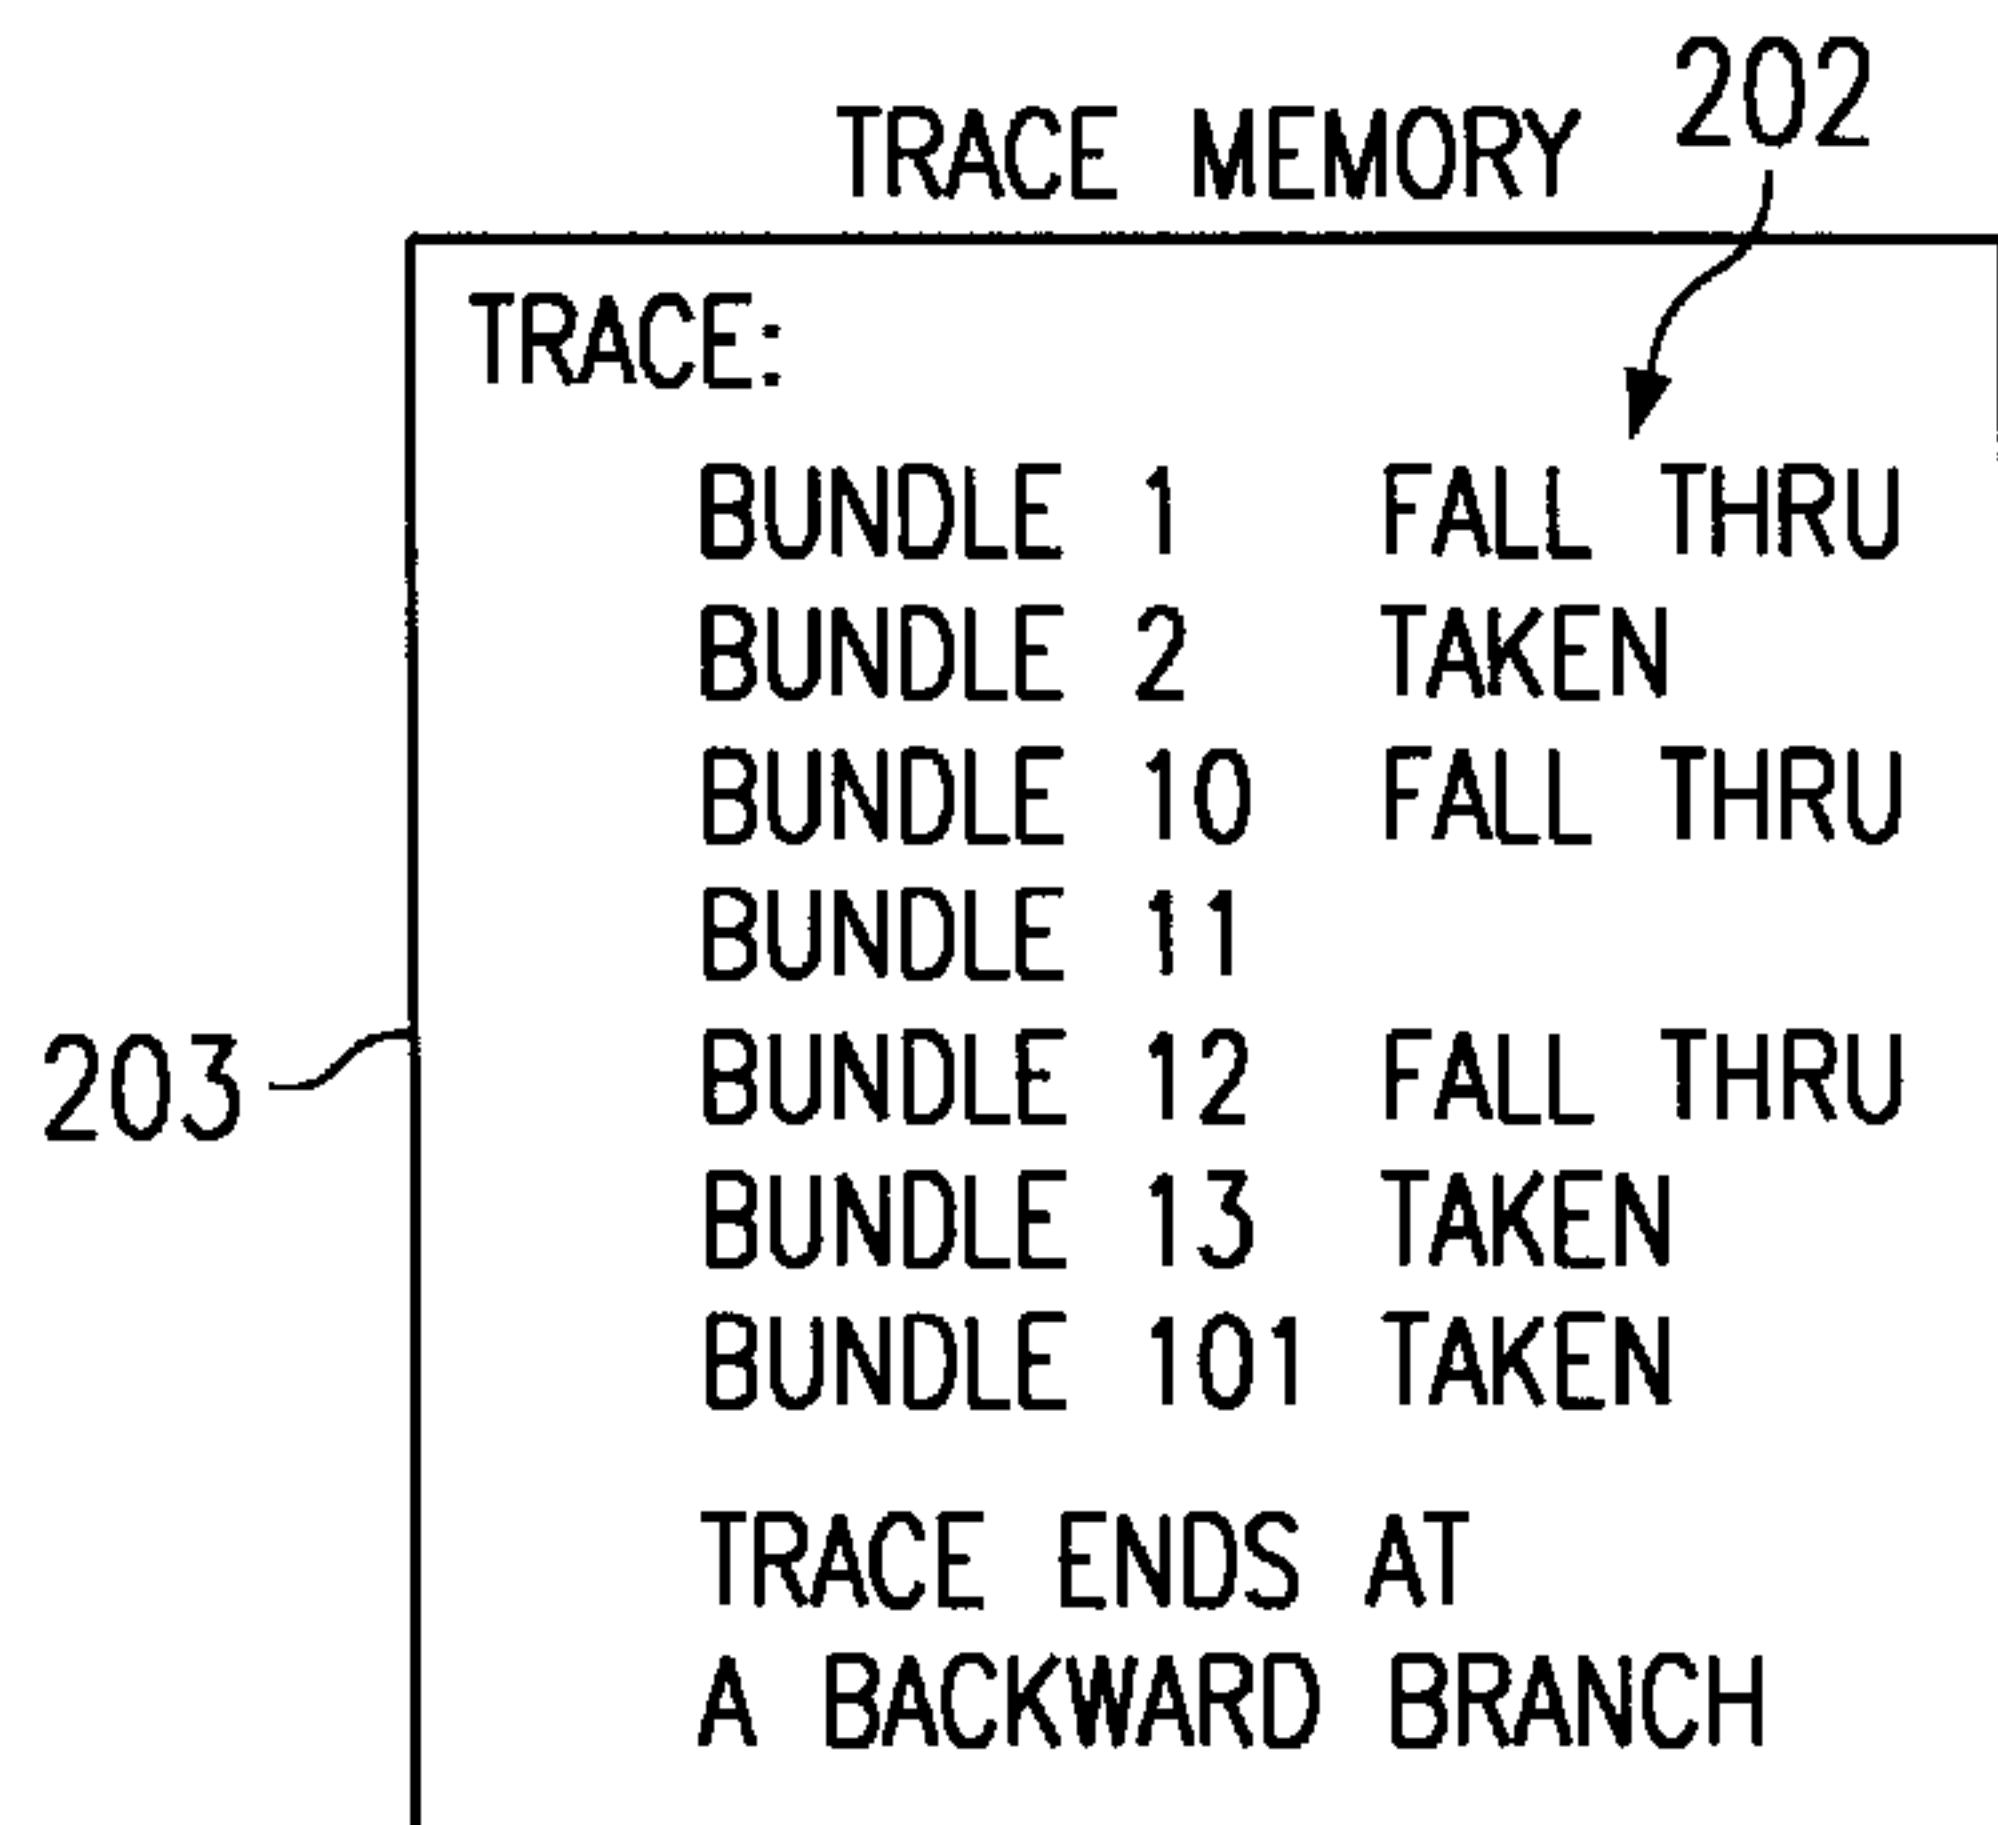 202
TRACE MEMORY
TRACE:
BUNDLE 1 FALL THRU
BUNDLE 2 TAKEN
BUNDLE 10 FALL THRU
BUNDLE 11
BUNDLE 12 FALL THRU
203
BUNDLE 13 TAKEN
BUNDLE 101 TAKEN
TRACE ENDS AT
A BACKWARD BRANCH